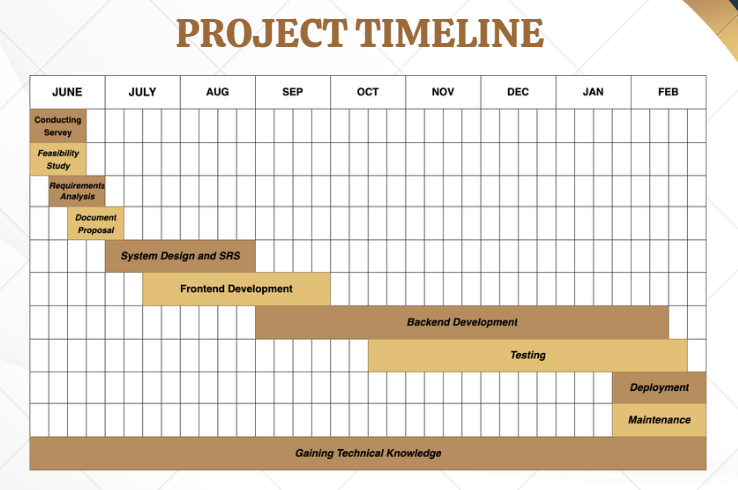 PROJECT TIMELINE
JUNE JULY AUG SEP OCT NOV DEC JAN FEB
Conducting
Servey
Feasibility
Study
Requirements
Analysis
Document
Proposal
System Design and SRS
Frontend Development
Backend Development
Testing
Deployment
Maintenance
Gaining Technical Knowledge